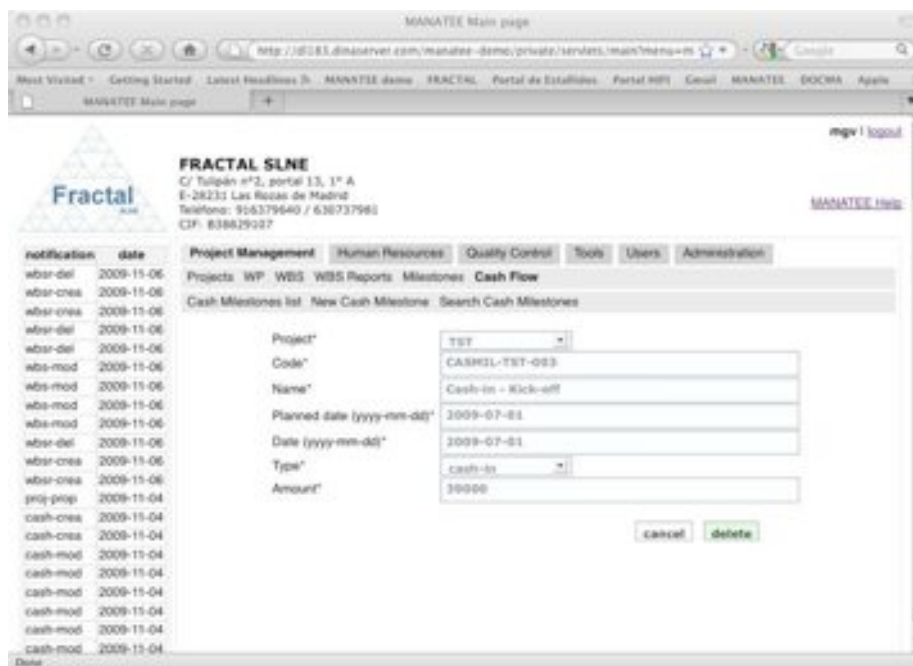 MANATEE Main page
http://dl183.dinaserver.com/manatee-demo/private/servlets/main?menu=m
Google
Most Visited Getting Started Latest Headlines MANATEE demo FRACTAL Portal de Estallidos Portal HIFI Gmail MANATEE DOCMA Apple
MANATEE Main page
mgv | logout
Fractal
SLNE
FRACTAL SLNE
C/ Tulipán nº2, portal 13, 1º A
E-28231 Las Rozas de Madrid
Teléfono: 916379640 / 630737981
CIF: B38829107
MANATEE Help
notification date
Project Management Human Resources Quality Control Tools Users Administration
Projects WP WBS WBS Reports Milestones Cash Flow
Cash Milestones list New Cash Milestone Search Cash Milestones
wbsr-del 2009-11-06
wbsr-crea 2009-11-06
wbsr-crea 2009-11-06
wbsr-del 2009-11-06
wbsr-del 2009-11-06
wbs-mod 2009-11-06
wbs-mod 2009-11-06
wbs-mod 2009-11-06
wbs-mod 2009-11-06
wbsr-del 2009-11-06
wbsr-crea 2009-11-06
wbsr-crea 2009-11-06
proj-prop 2009-11-04
cash-crea 2009-11-04
cash-crea 2009-11-04
cash-mod 2009-11-04
cash-mod 2009-11-04
cash-mod 2009-11-04
cash-mod 2009-11-04
cash-mod 2009-11-04
cash-mod 2009-11-04
Project* TST
Code* CASMIL-TST-003
Name* Cash-in - Kick-off
Planned date (yyyy-mm-dd)* 2009-07-01
Date (yyyy-mm-dd)* 2009-07-01
Type* cash-in
Amount* 30000
cancel delete
Done